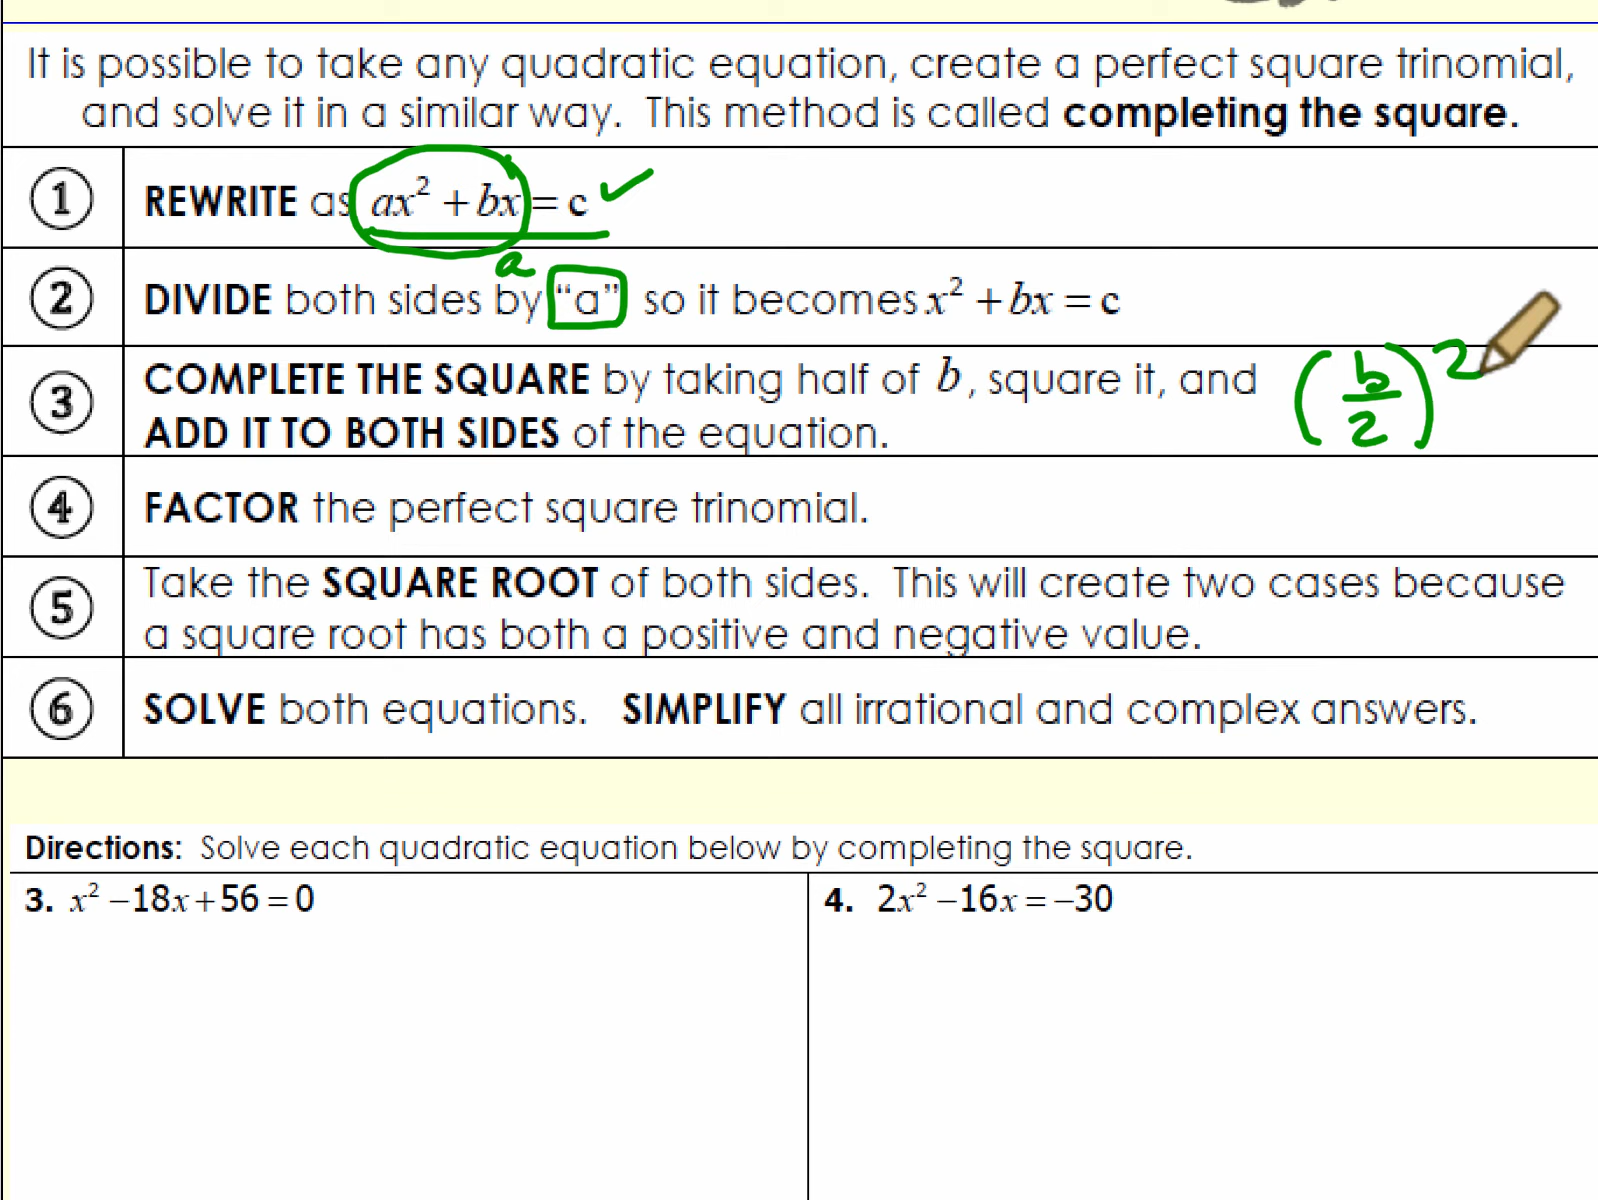 It is possible to take any quadratic equation, create a perfect square trinomial,
and solve it in a similar way. This method is called completing the square.
1 REWRITE as ax² + bx = c ✓
a
2 DIVIDE both sides by “a” so it becomes x² + bx = c
3 COMPLETE THE SQUARE by taking half of b, square it, and (b/2)²
ADD IT TO BOTH SIDES of the equation.
4 FACTOR the perfect square trinomial.
5 Take the SQUARE ROOT of both sides. This will create two cases because
a square root has both a positive and negative value.
6 SOLVE both equations. SIMPLIFY all irrational and complex answers.
Directions: Solve each quadratic equation below by completing the square.
3. x² −18x+56 = 0
4. 2x² −16x = −30